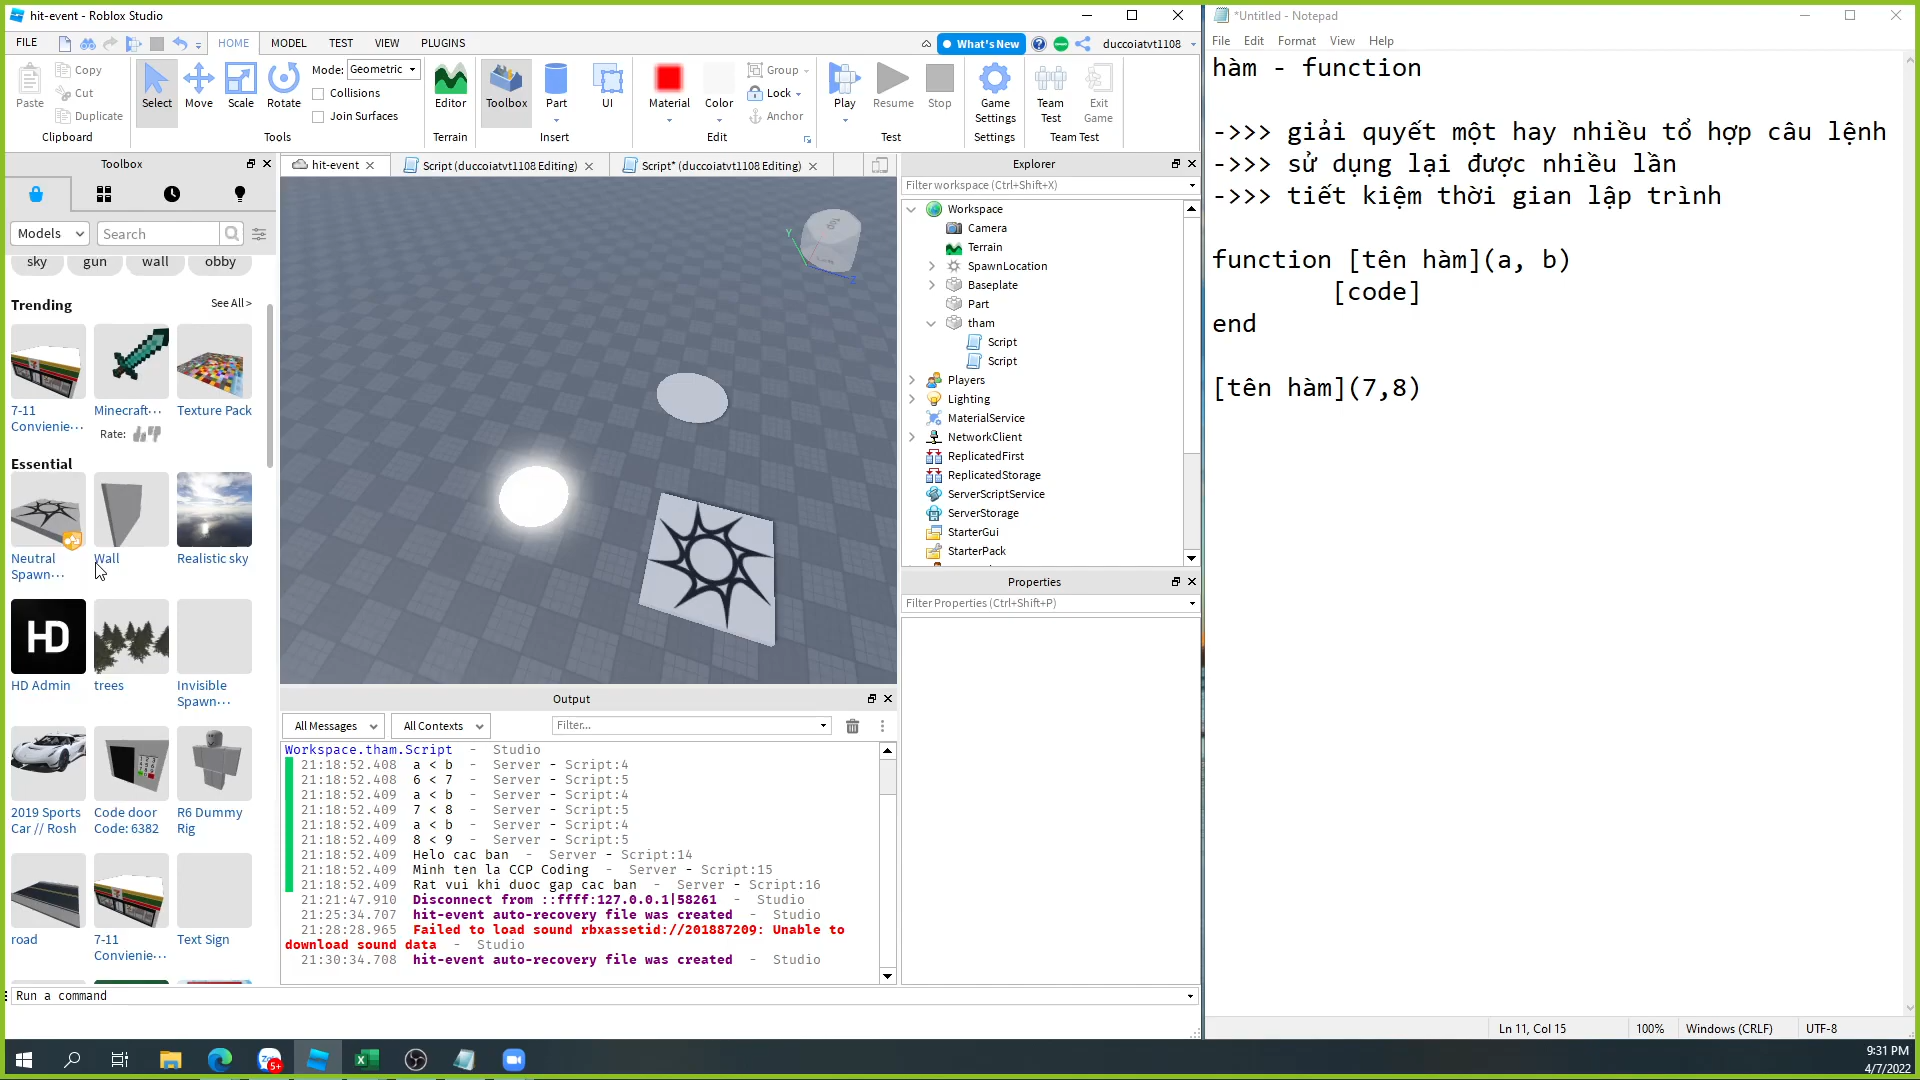 hit-event - Roblox Studio
FILE
HOME
MODEL
TEST
VIEW
PLUGINS
What's New
duccoiatvt1108
Paste
Copy
Cut
Duplicate
Clipboard
Select
Move
Scale
Rotate
Mode: Geometric
Collisions
Join Surfaces
Tools
Editor
Terrain
Toolbox
Part
UI
Insert
Material
Color
Group
Lock
Anchor
Edit
Play
Resume
Stop
Test
Game
Settings
Settings
Team
Test
Exit
Game
Team Test
Toolbox
Models
Search
sky
gun
wall
obby
Trending
See All >
7-11
Convienie...
Minecraft...
Texture Pack
Rate:
Essential
Neutral
Spawn...
Wall
Realistic sky
HD
HD Admin
trees
Invisible
Spawn...
2019 Sports
Car // Rosh
Code door
Code: 6382
R6 Dummy
Rig
road
7-11
Convienie...
Text Sign
hit-event
Script (duccoiatvt1108 Editing)
Script* (duccoiatvt1108 Editing)
Y
Z
Output
All Messages
All Contexts
Filter...
Workspace.tham.Script - Studio
21:18:52.408 a < b - Server - Script:4
21:18:52.408 6 < 7 - Server - Script:5
21:18:52.409 a < b - Server - Script:4
21:18:52.409 7 < 8 - Server - Script:5
21:18:52.409 a < b - Server - Script:4
21:18:52.409 8 < 9 - Server - Script:5
21:18:52.409 Helo cac ban - Server - Script:14
21:18:52.409 Minh ten la CCP Coding - Server - Script:15
21:18:52.409 Rat vui khi duoc gap cac ban - Server - Script:16
21:21:47.910 Disconnect from ::ffff:127.0.0.1|58261 - Studio
21:25:34.707 hit-event auto-recovery file was created - Studio
21:28:28.965 Failed to load sound rbxassetid://201887209: Unable to
download sound data - Studio
21:30:34.708 hit-event auto-recovery file was created - Studio
Run a command
Explorer
Filter workspace (Ctrl+Shift+X)
Workspace
Camera
Terrain
SpawnLocation
Baseplate
Part
tham
Script
Script
Players
Lighting
MaterialService
NetworkClient
ReplicatedFirst
ReplicatedStorage
ServerScriptService
ServerStorage
StarterGui
StarterPack
Properties
Filter Properties (Ctrl+Shift+P)
*Untitled - Notepad
File
Edit
Format
View
Help
hàm - function
->>> giải quyết một hay nhiều tổ hợp câu lệnh
->>> sử dụng lại được nhiều lần
->>> tiết kiệm thời gian lập trình
function [tên hàm](a, b)
[code]
end
[tên hàm](7,8)
Ln 11, Col 15
100%
Windows (CRLF)
UTF-8
5+
9:31 PM
4/7/2022